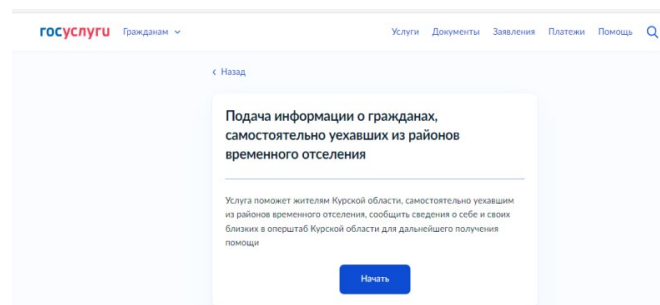 госуслуги Гражданам Услуги Документы Заявления Платежи Помощь
Назад
Подача информации о гражданах,
самостоятельно уехавших из районов
временного отселения
Услуга поможет жителям Курской области, самостоятельно уехавшим
из районов временного отселения, сообщить сведения о себе и своих
близких в оперштаб Курской области для дальнейшего получения
помощи
Начать